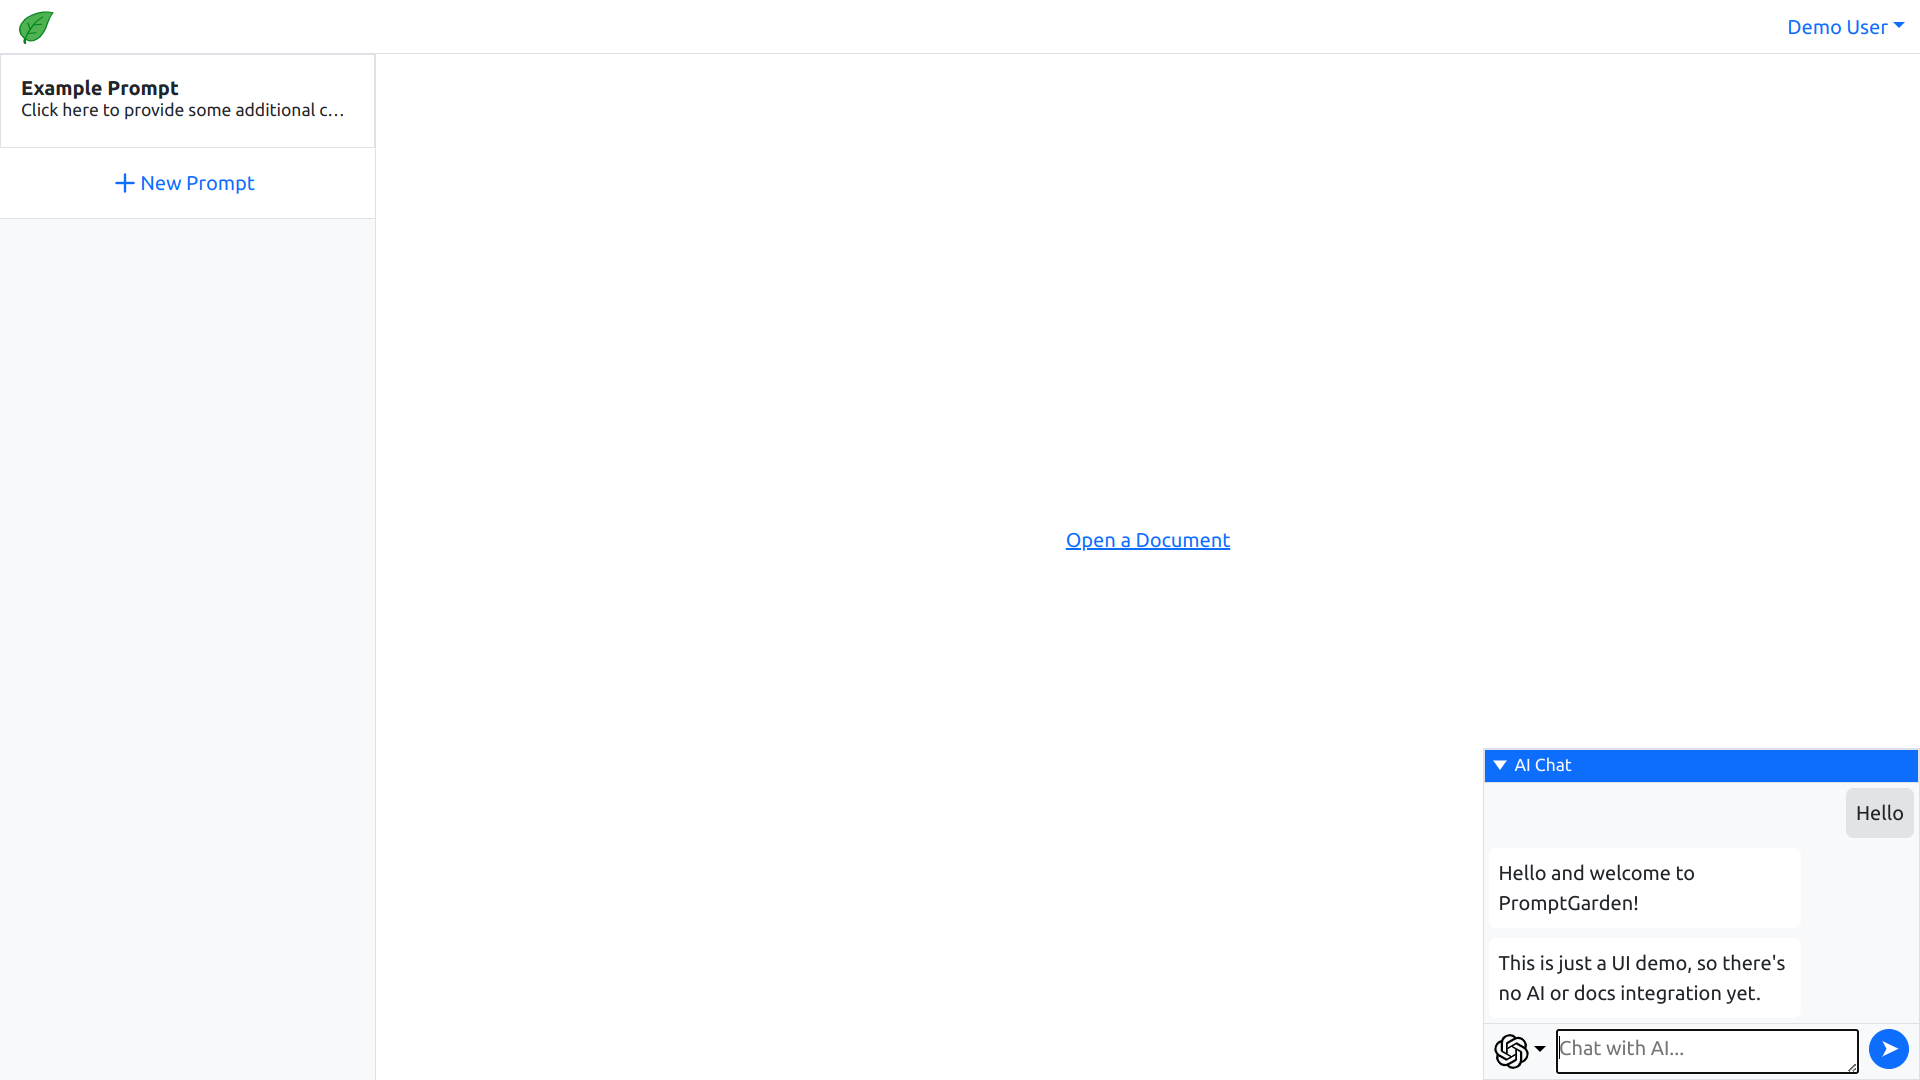 Demo User
Example Prompt
Click here to provide some additional c...
New Prompt
Open a Document
AI Chat
Hello
Hello and welcome to
PromptGarden!
This is just a UI demo, so there's
no AI or docs integration yet.
Chat with AI...